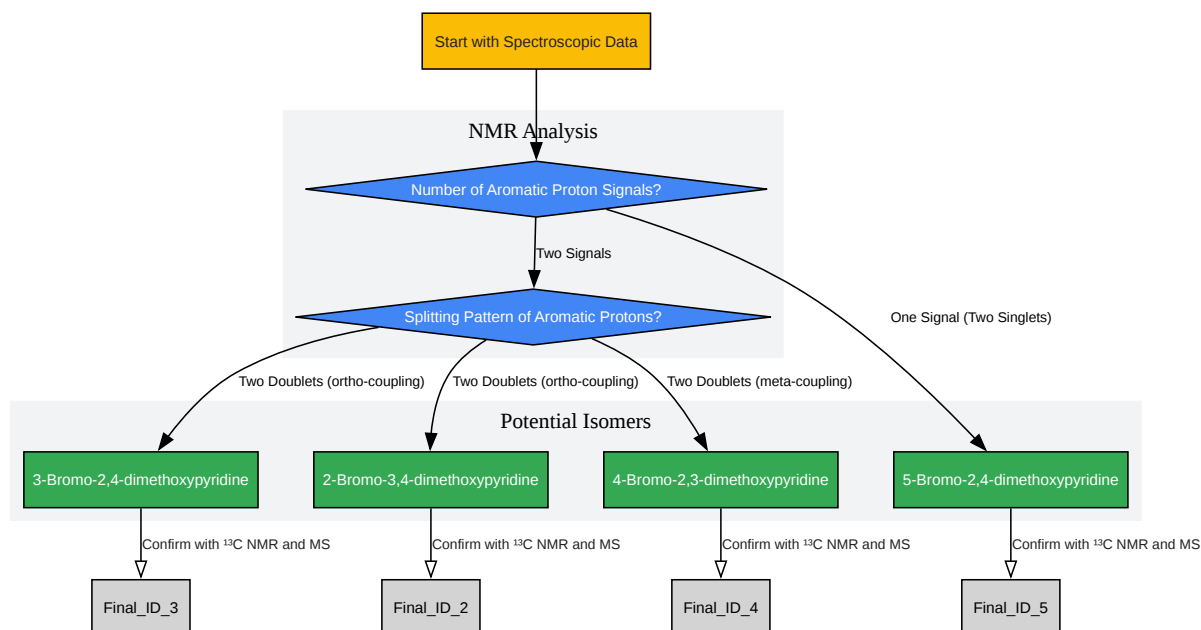 Start with Spectroscopic Data
NMR Analysis
Number of Aromatic Proton Signals?
Two Signals
Splitting Pattern of Aromatic Protons?
One Signal (Two Singlets)
Two Doublets (ortho-coupling)
Two Doublets (ortho-coupling)
Two Doublets (meta-coupling)
Potential Isomers
3-Bromo-2,4-dimethoxypyridine
2-Bromo-3,4-dimethoxypyridine
4-Bromo-2,3-dimethoxypyridine
5-Bromo-2,4-dimethoxypyridine
Confirm with ¹³C NMR and MS
Confirm with ¹³C NMR and MS
Confirm with ¹³C NMR and MS
Confirm with ¹³C NMR and MS
Final_ID_3
Final_ID_2
Final_ID_4
Final_ID_5